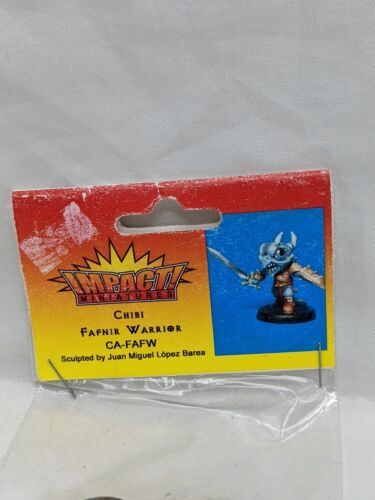 IMPACT!
MINIATURES
Chibi
Fafnir Warrior
CA-FAFW
Sculpted by Juan Miguel López Barea